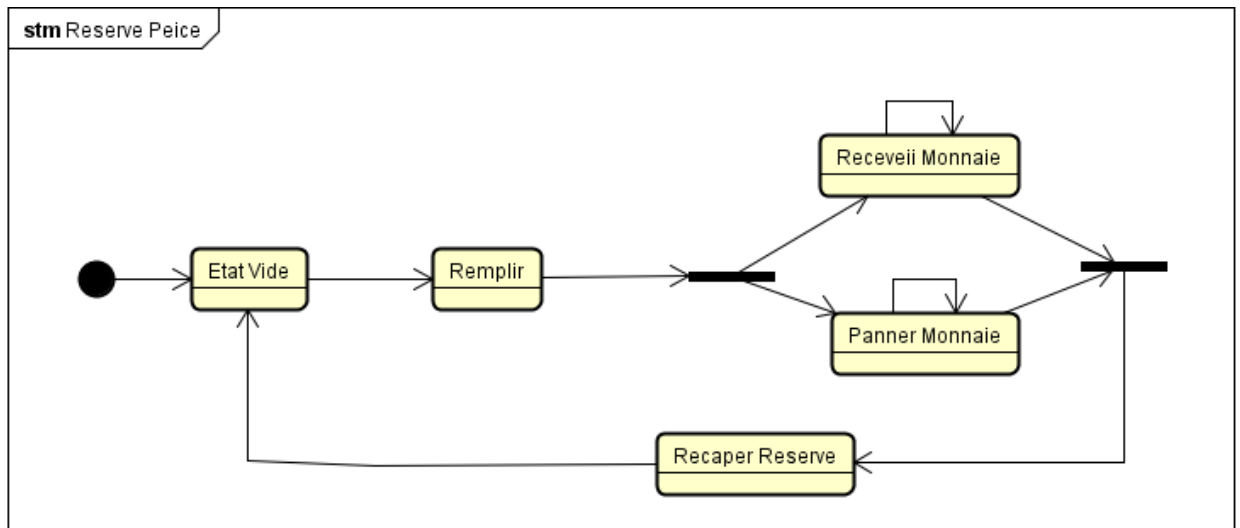 stm Reserve Peice
Receveii Monnaie
Etat Vide
Remplir
Panner Monnaie
Recaper Reserve